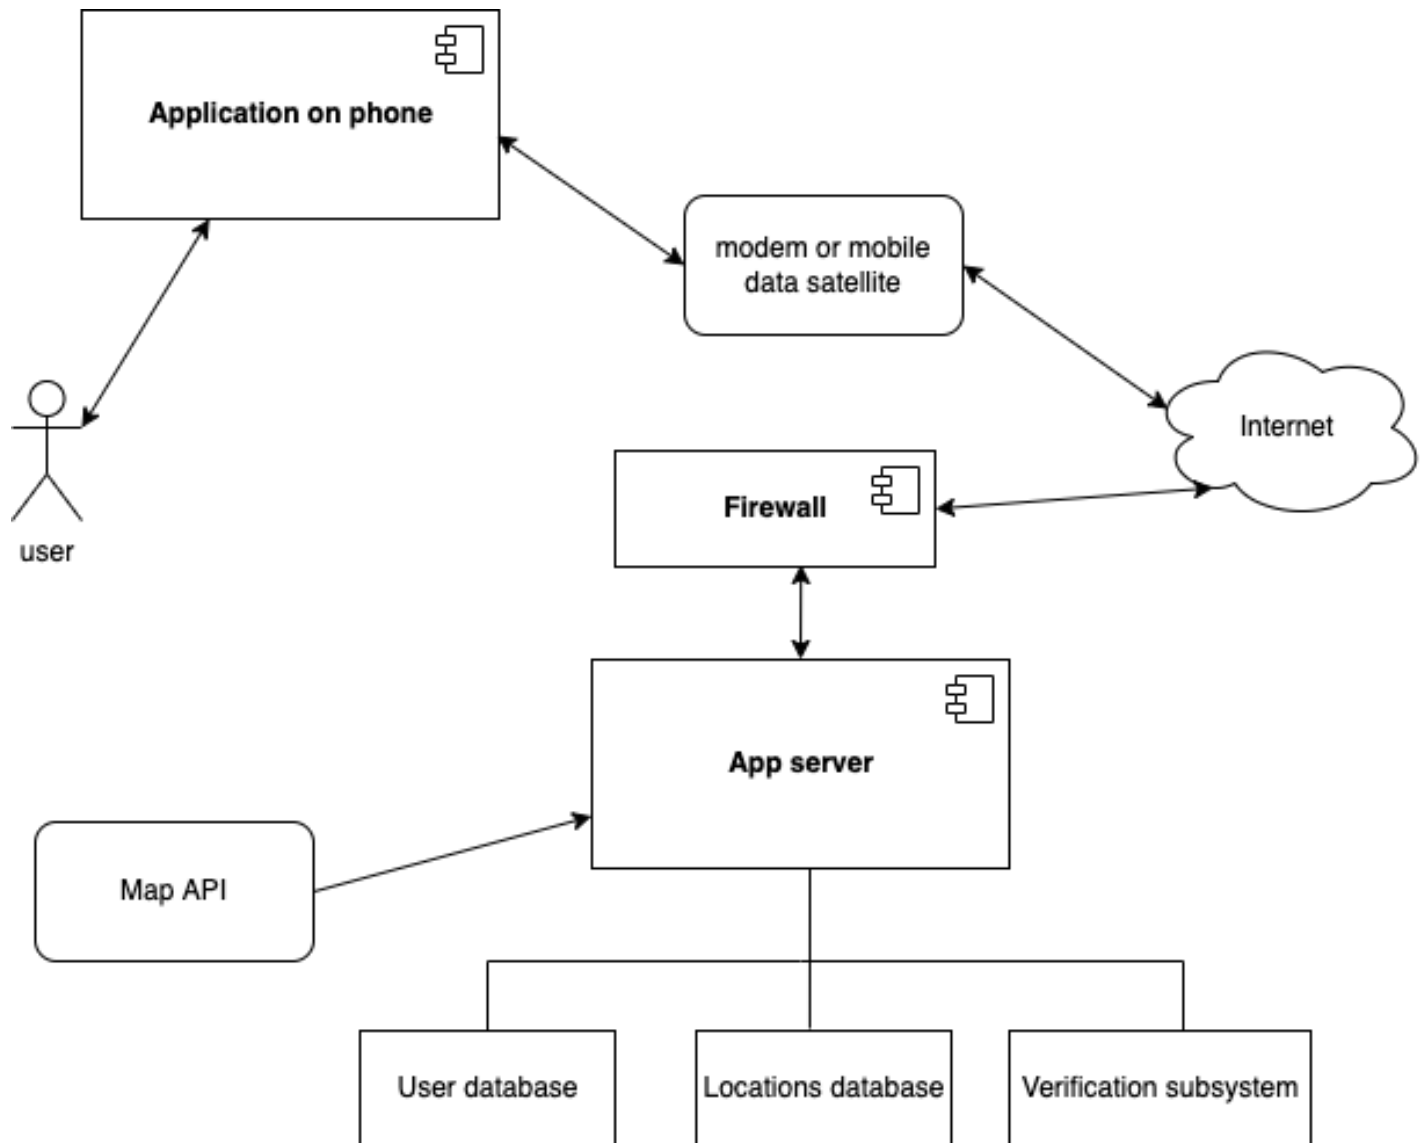 Application on phone
modem or mobile
data satellite
Internet
Firewall
user
App server
Map API
User database
Locations database
Verification subsystem